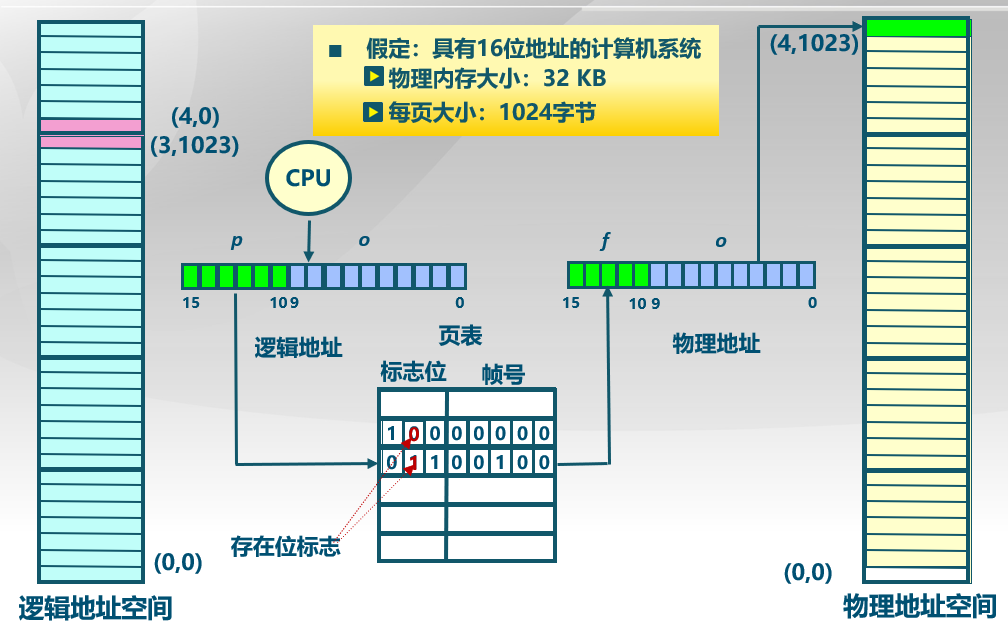 ■ 假定：具有16位地址的计算机系统
物理内存大小：32 KB
每页大小：1024字节
(4,1023)
(4,0)
(3,1023)
CPU
p o
f o
15 10 9 0
15 10 9 0
逻辑地址
页表
物理地址
标志位 帧号
1 0 0 0 0 0 0 0
0 1 1 0 0 1 0 0
存在位标志
(0,0)
(0,0)
逻辑地址空间
物理地址空间